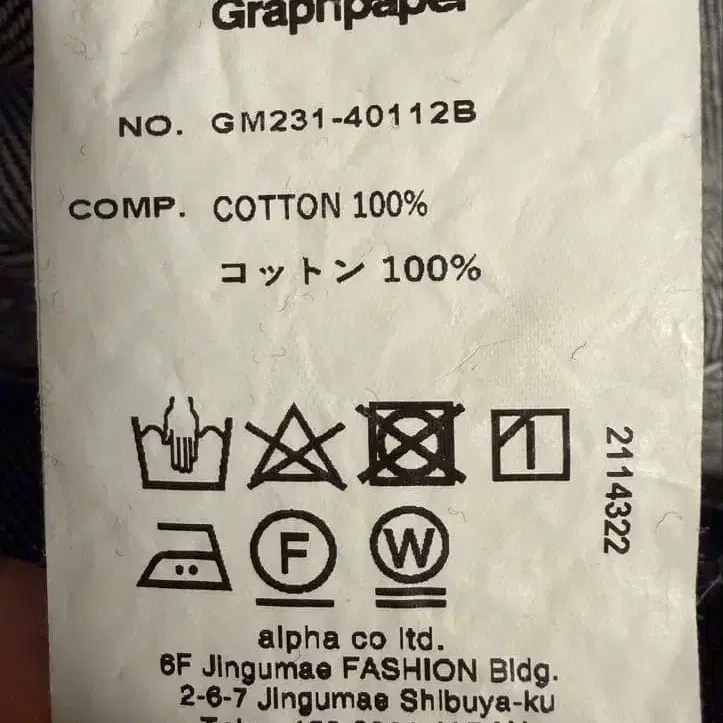 Graphpaper
NO. GM231-40112B
COMP. COTTON 100%
コットン 100%
2114322
F
W
alpha co ltd.
6F Jingumae FASHION Bldg.
2-6-7 Jingumae Shibuya-ku